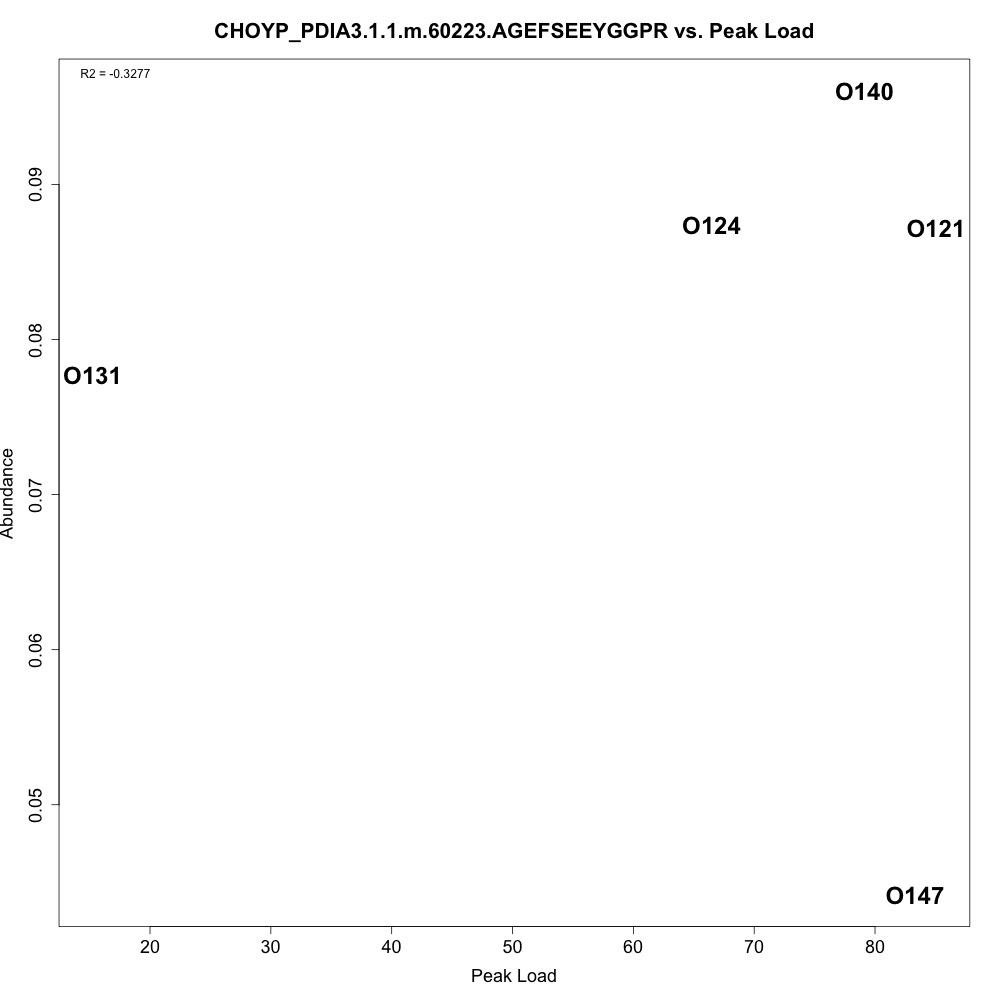 CHOYP_PDIA3.1.1.m.60223.AGEFSEEYGGPR vs. Peak Load
R2 = -0.3277
O140
O124
O121
O131
O147
0.09
0.08
0.07
0.06
0.05
Abundance
20 30 40 50 60 70 80
Peak Load